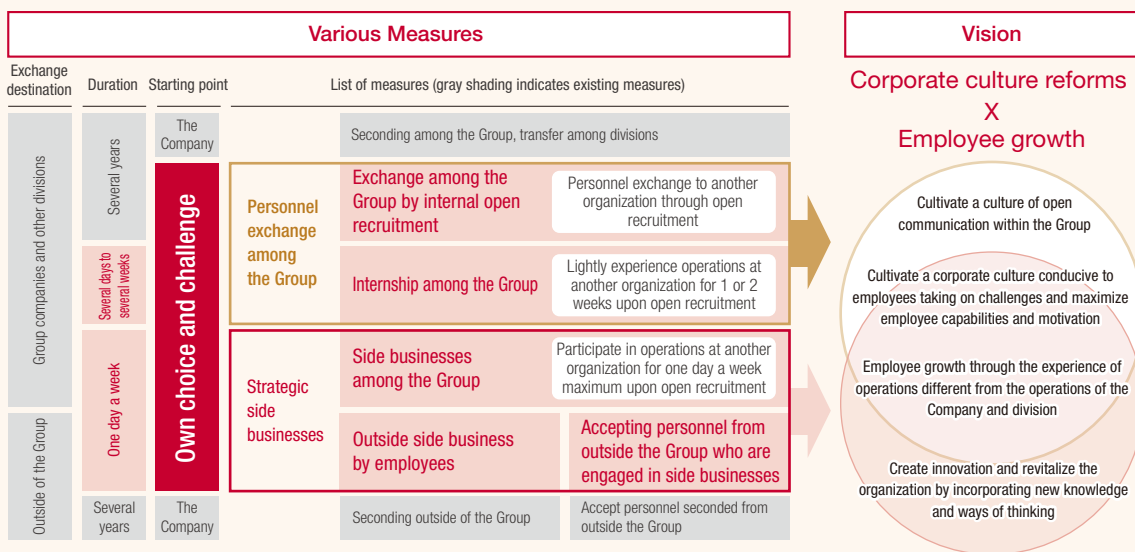 Various Measures
Vision
Exchange
destination
Duration
Starting point
List of measures (gray shading indicates existing measures)
Corporate culture reforms
X
Employee growth
Group companies and other divisions
Outside of the Group
Several years
Several days to
several weeks
One day a week
Several
years
The
Company
Own choice and challenge
The
Company
Seconding among the Group, transfer among divisions
Personnel
exchange
among
the Group
Exchange among the
Group by internal open
recruitment
Personnel exchange to another
organization through open
recruitment
Internship among the Group
Lightly experience operations at
another organization for 1 or 2
weeks upon open recruitment
Strategic
side
businesses
Side businesses
among the Group
Participate in operations at another
organization for one day a week
maximum upon open recruitment
Outside side business
by employees
Accepting personnel from
outside the Group who are
engaged in side businesses
Seconding outside of the Group
Accept personnel seconded from
outside the Group
Cultivate a culture of open
communication within the Group
Cultivate a corporate culture conducive to
employees taking on challenges and maximize
employee capabilities and motivation
Employee growth through the experience of
operations different from the operations of the
Company and division
Create innovation and revitalize the
organization by incorporating new knowledge
and ways of thinking